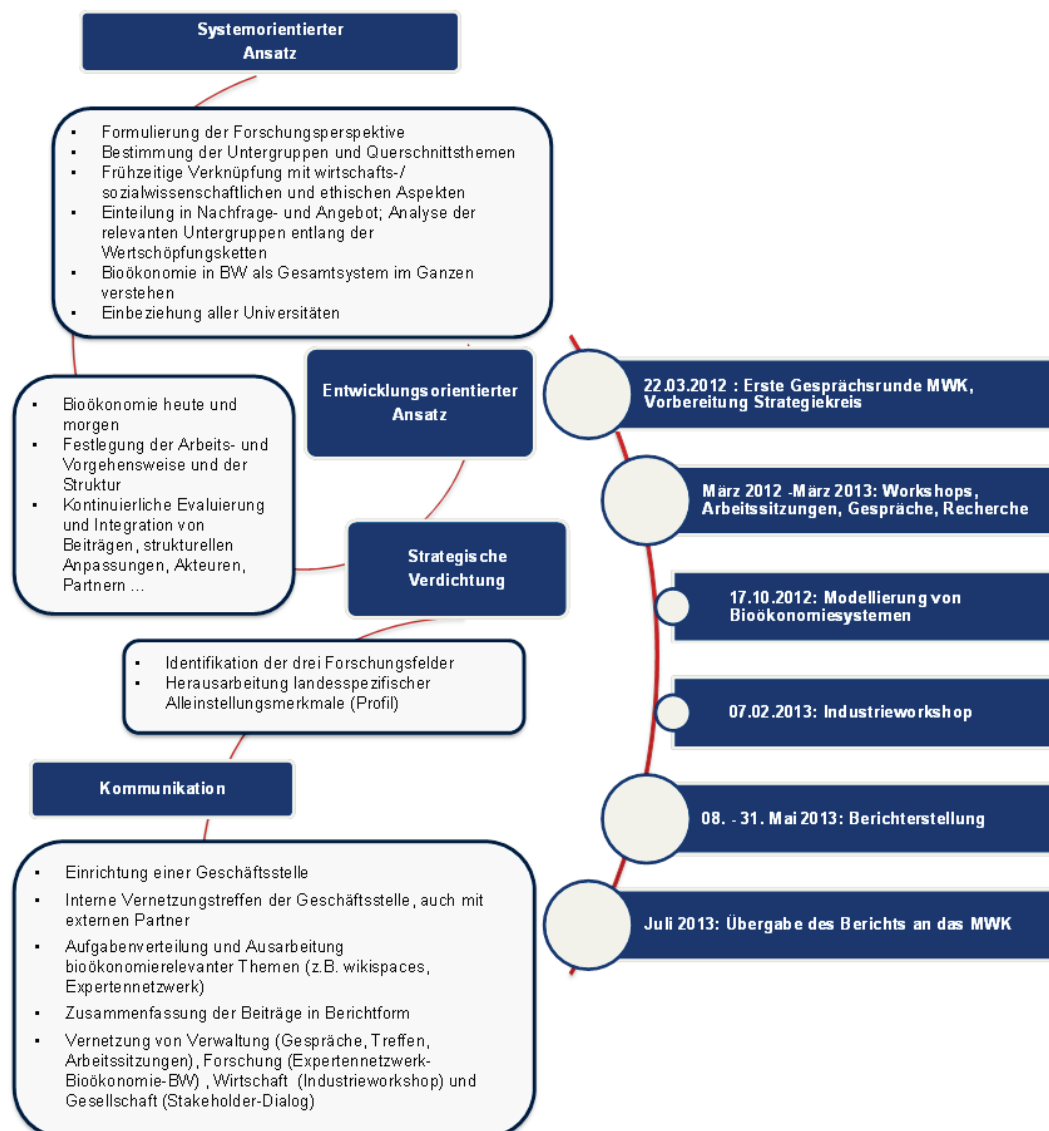 Systemorientierter
Ansatz
▪ Formulierung der Forschungsperspektive
▪ Bestimmung der Untergruppen und Querschnittsthemen
▪ Frühzeitige Verknüpfung mit wirtschafts-/
sozialwissenschaftlichen und ethischen Aspekten
▪ Einteilung in Nachfrage- und Angebot; Analyse der
relevanten Untergruppen entlang der
Wertschöpfungsketten
▪ Bioökonomie in BW als Gesamtsystem im Ganzen
verstehen
▪ Einbeziehung aller Universitäten
Entwicklungsorientierter
Ansatz
▪ Bioökonomie heute und
morgen
▪ Festlegung der Arbeits- und
Vorgehensweise und der
Struktur
▪ Kontinuierliche Evaluierung
und Integration von
Beiträgen, strukturellen
Anpassungen, Akteuren,
Partnern ...
Strategische
Verdichtung
▪ Identifikation der drei Forschungsfelder
▪ Herausarbeitung landesspezifischer
Alleinstellungsmerkmale (Profil)
Kommunikation
▪ Einrichtung einer Geschäftsstelle
▪ Interne Vernetzungstreffen der Geschäftsstelle, auch mit
externen Partner
▪ Aufgabenverteilung und Ausarbeitung
bioökonomierelevanter Themen (z.B. wikispaces,
Expertennetzwerk)
▪ Zusammenfassung der Beiträge in Berichtform
▪ Vernetzung von Verwaltung (Gespräche, Treffen,
Arbeitssitzungen), Forschung (Expertennetzwerk-
Bioökonomie-BW) , Wirtschaft (Industrieworkshop) und
Gesellschaft (Stakeholder-Dialog)
22.03.2012 : Erste Gesprächsrunde MWK,
Vorbereitung Strategiekreis
März 2012 -März 2013: Workshops,
Arbeitssitzungen, Gespräche, Recherche
17.10.2012: Modellierung von
Bioökonomiesystemen
07.02.2013: Industrieworkshop
08. - 31. Mai 2013: Berichterstellung
Juli 2013: Übergabe des Berichts an das MWK